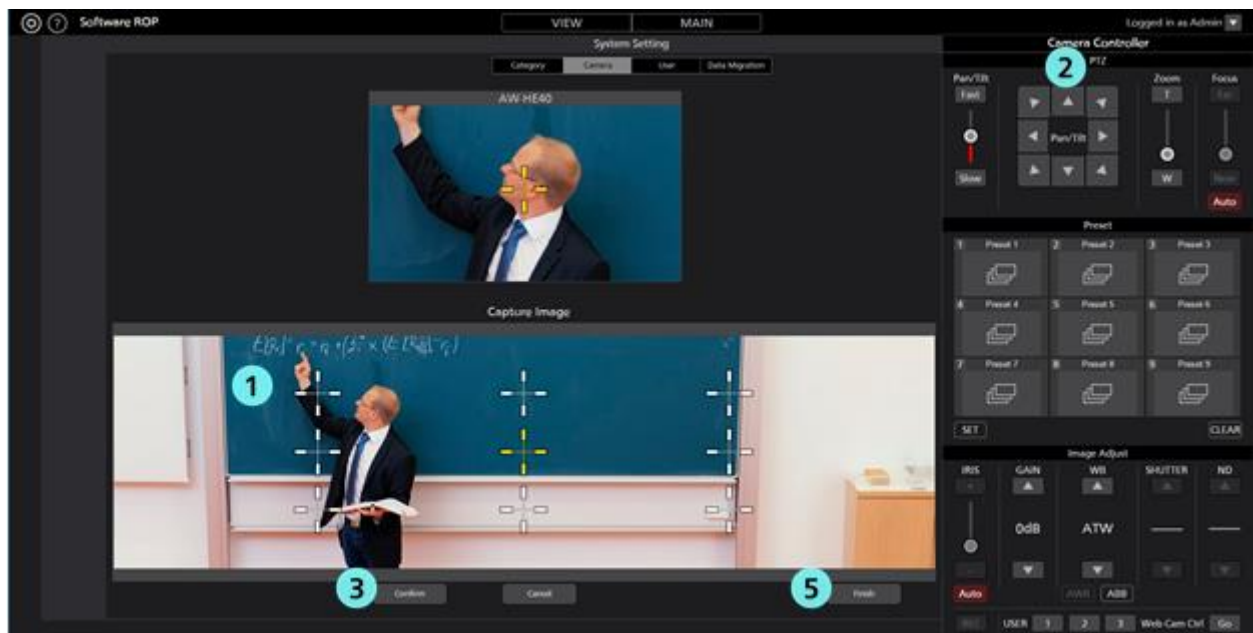 ? Software ROP VIEW MAIN Logged in as Admin
System Setting
Category Camera User Data Migration
AW-HE40
Capture Image
1
3 Confirm Cancel 5 Finish
Camera Controller
PTZ
2
Pan/Tilt Zoom Focus
Fast T Far
Pan/Tilt
Slow W Near
Auto
Preset
1 Preset 1 2 Preset 2 3 Preset 3
4 Preset 4 5 Preset 5 6 Preset 6
7 Preset 7 8 Preset 8 9 Preset 9
SET CLEAR
Image Adjust
IRIS GAIN WB SHUTTER ND
+
0dB ATW
-
Auto AWB ABB
USER 1 2 3 Web Cam Ctrl Go